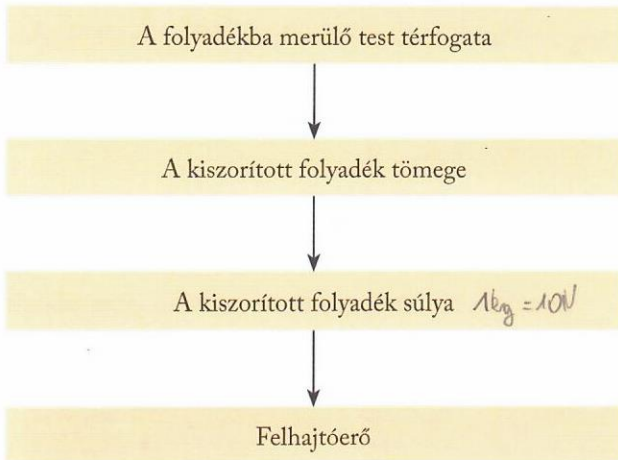 A folyadékba merülő test térfogata
A kiszorított folyadék tömege
A kiszorított folyadék súlya 1kg = 10N
Felhajtóerő